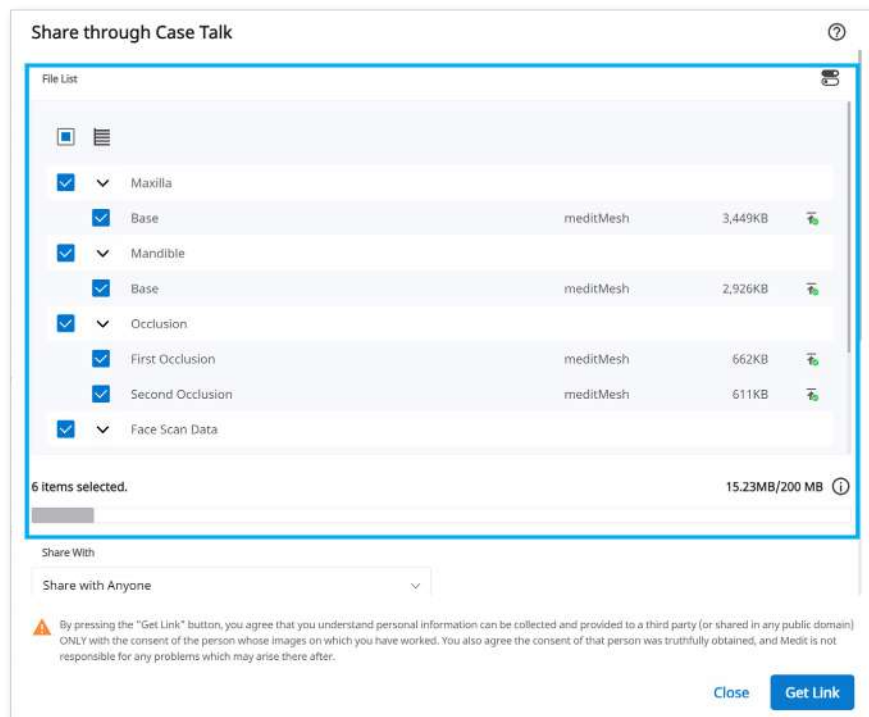 Share through Case Talk
File List
Maxilla
Base meditMesh 3,449KB
Mandible
Base meditMesh 2,926KB
Occlusion
First Occlusion meditMesh 662KB
Second Occlusion meditMesh 611KB
Face Scan Data
6 items selected. 15.23MB/200 MB
Share With
Share with Anyone
By pressing the "Get Link" button, you agree that you understand personal information can be collected and provided to a third party (or shared in any public domain)
ONLY with the consent of the person whose images on which you have worked. You also agree the consent of that person was truthfully obtained, and Medit is not
responsible for any problems which may arise there after.
Close Get Link